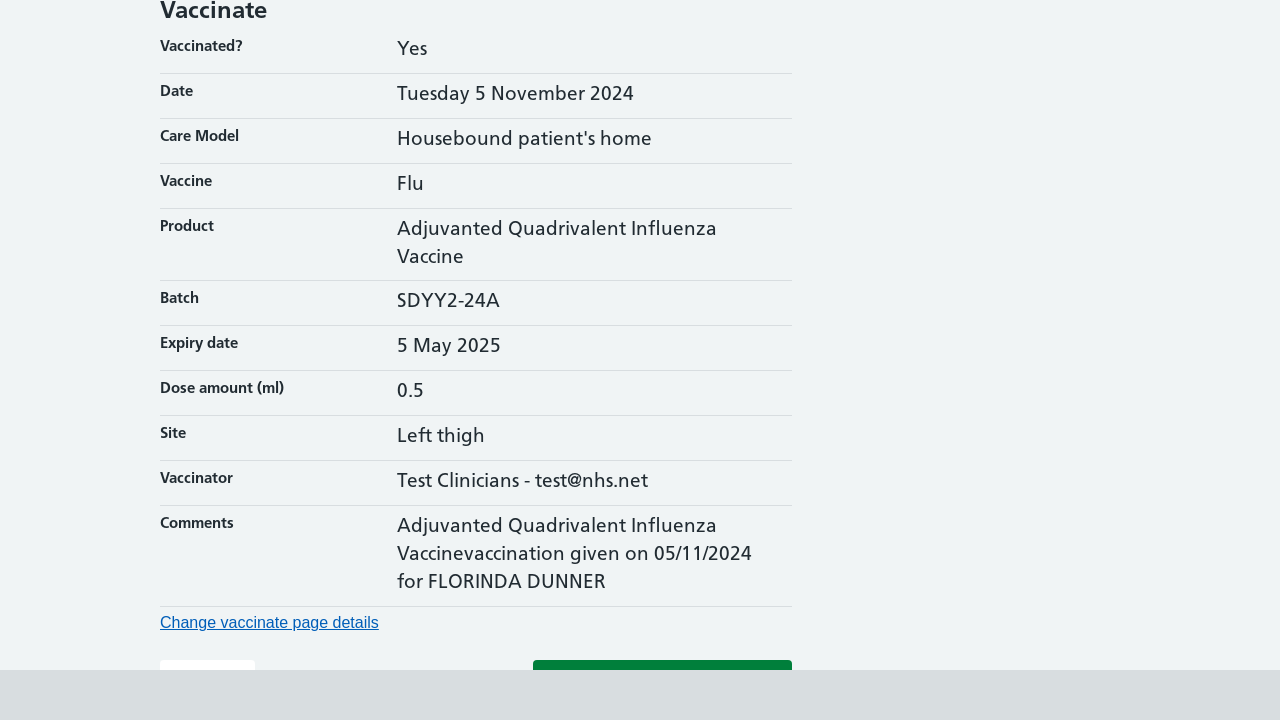 Vaccinate
Vaccinated? Yes
Date Tuesday 5 November 2024
Care Model Housebound patient's home
Vaccine Flu
Product Adjuvanted Quadrivalent Influenza
Vaccine
Batch SDYY2-24A
Expiry date 5 May 2025
Dose amount (ml) 0.5
Site Left thigh
Vaccinator Test Clinicians - test@nhs.net
Comments Adjuvanted Quadrivalent Influenza
Vaccinevaccination given on 05/11/2024
for FLORINDA DUNNER
Change vaccinate page details